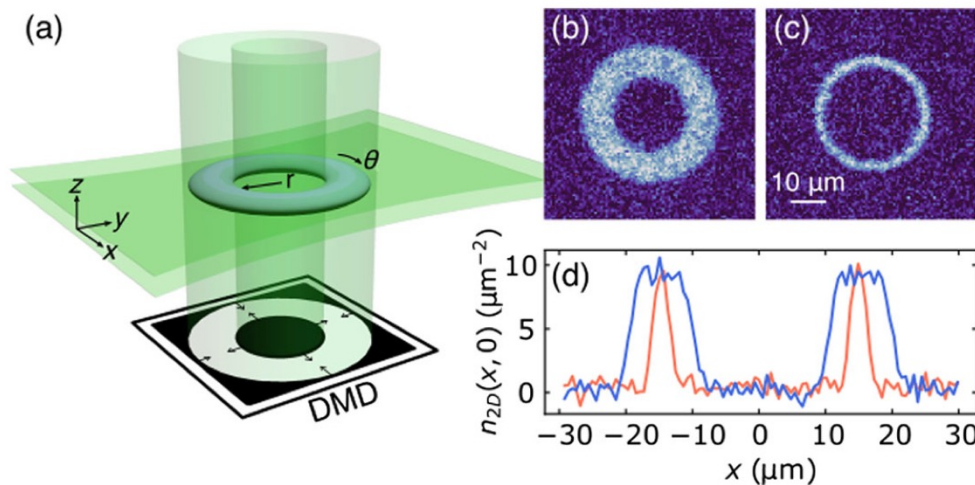 (a)
θ
r
z
y
x
DMD
(b)
(c)
10 μm
(d)
n2D(x, 0) (μm−2)
10
5
0
−30 −20 −10 0 10 20 30
x (μm)